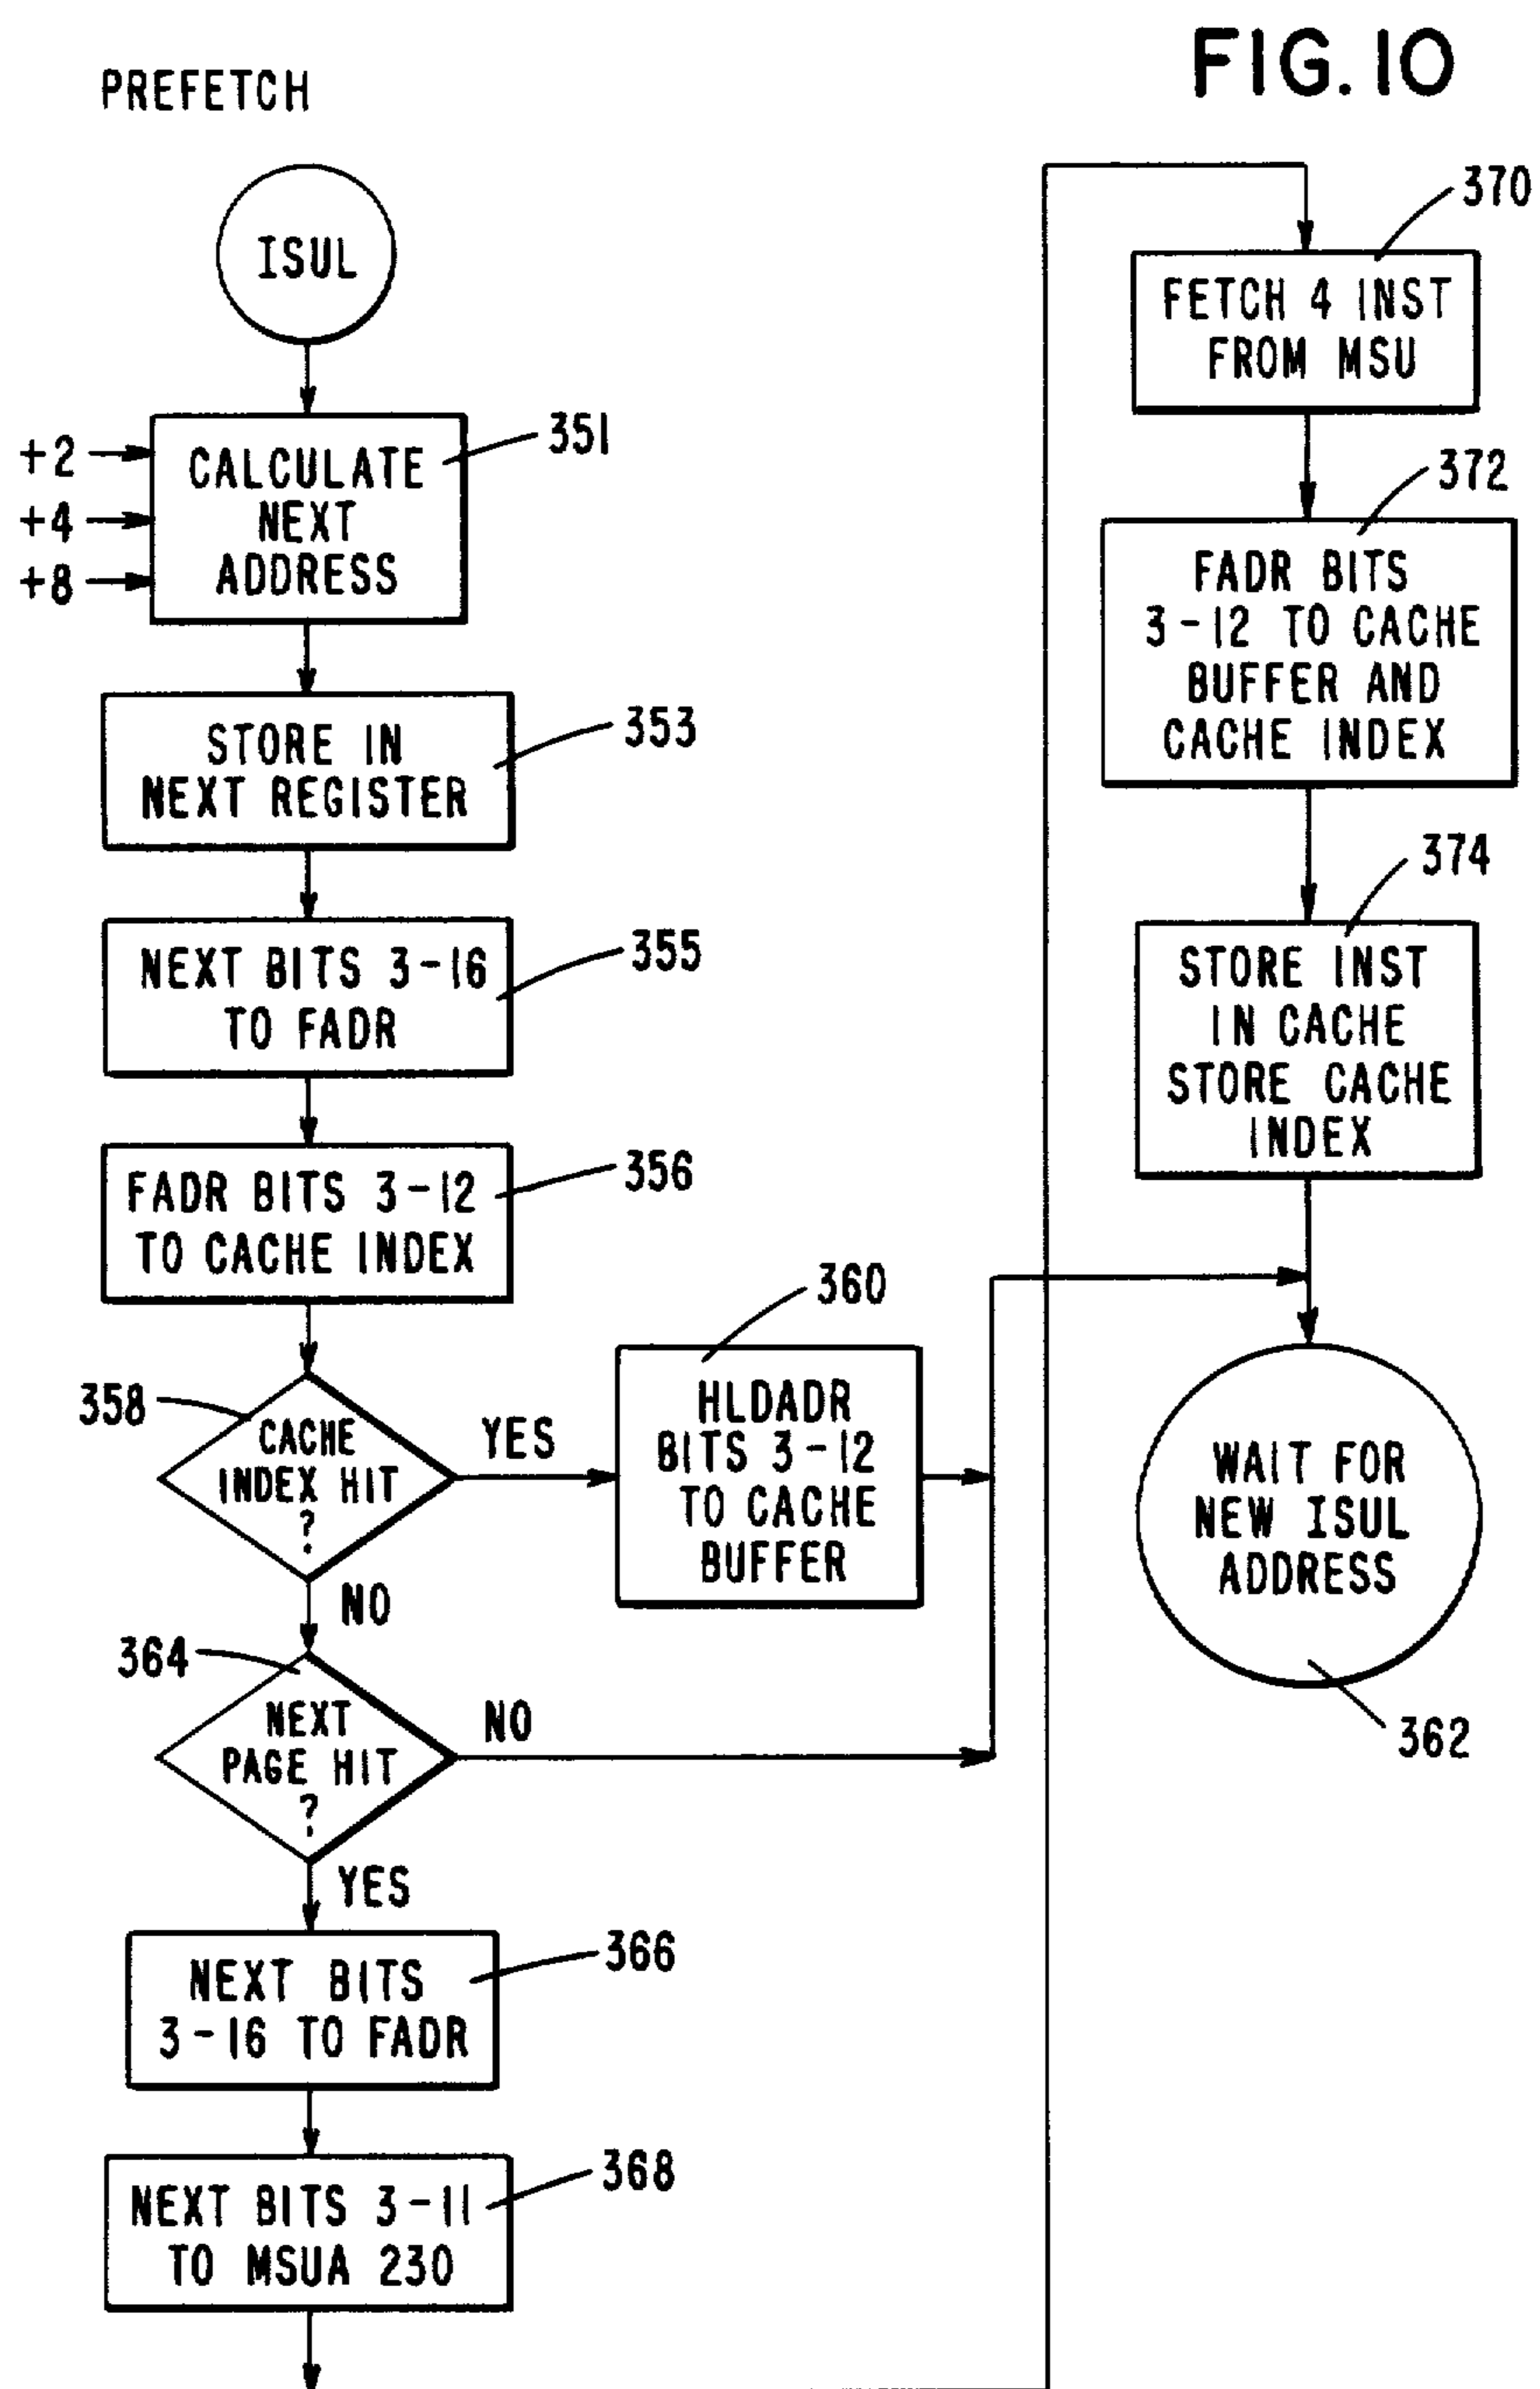 FIG. 10
PREFETCH
ISUL
+2
+4
+8
CALCULATE
NEXT
ADDRESS
351
STORE IN
NEXT REGISTER
353
NEXT BITS 3-16
TO FADR
355
FADR BITS 3-12
TO CACHE INDEX
356
358
CACHE
INDEX HIT
?
YES
NO
360
HLDADR
BITS 3-12
TO CACHE
BUFFER
364
NEXT
PAGE HIT
?
NO
YES
366
NEXT BITS
3-16 TO FADR
368
NEXT BITS 3-11
TO MSUA 230
370
FETCH 4 INST
FROM MSU
372
FADR BITS
3-12 TO CACHE
BUFFER AND
CACHE INDEX
374
STORE INST
IN CACHE
STORE CACHE
INDEX
WAIT FOR
NEW ISUL
ADDRESS
362